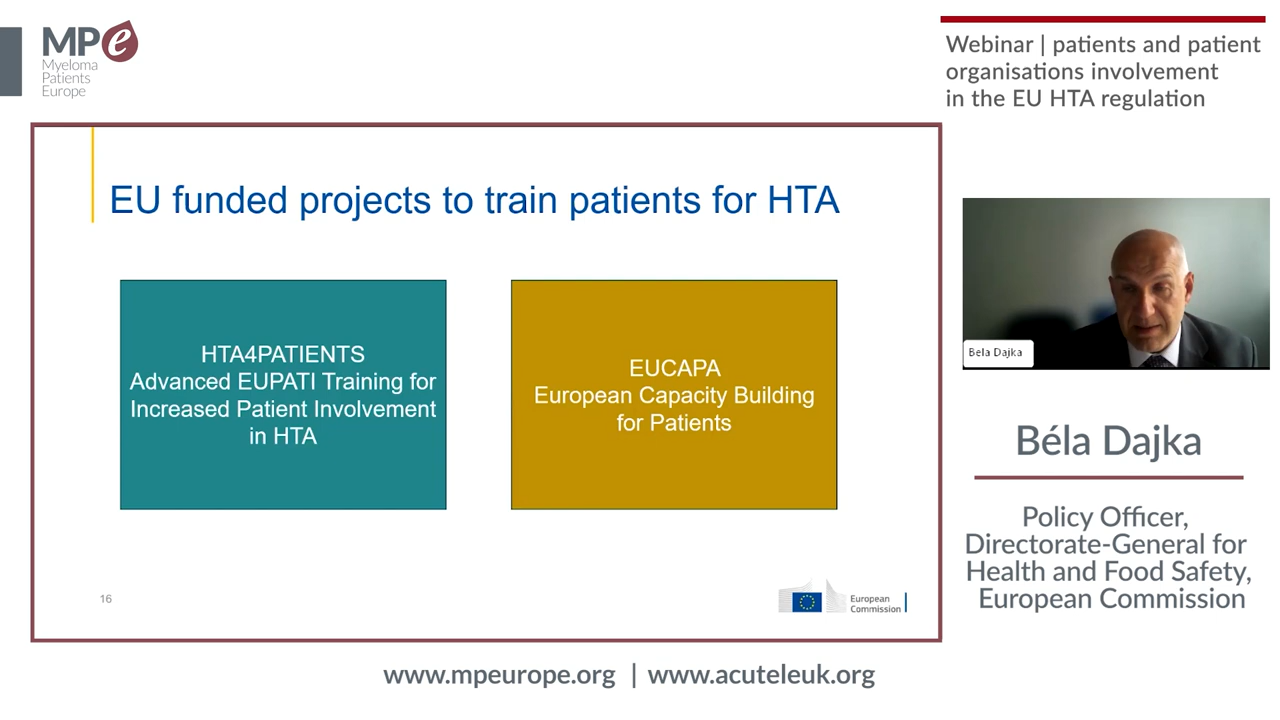 MPe
Myeloma
Patients
Europe
Webinar | patients and patient
organisations involvement
in the EU HTA regulation
EU funded projects to train patients for HTA
HTA4PATIENTS
Advanced EUPATI Training for
Increased Patient Involvement
in HTA
EUCAPA
European Capacity Building
for Patients
16
European
Commission
Bela Dajka
Béla Dajka
Policy Officer,
Directorate-General for
Health and Food Safety,
European Commission
www.mpeurope.org | www.acuteleuk.org